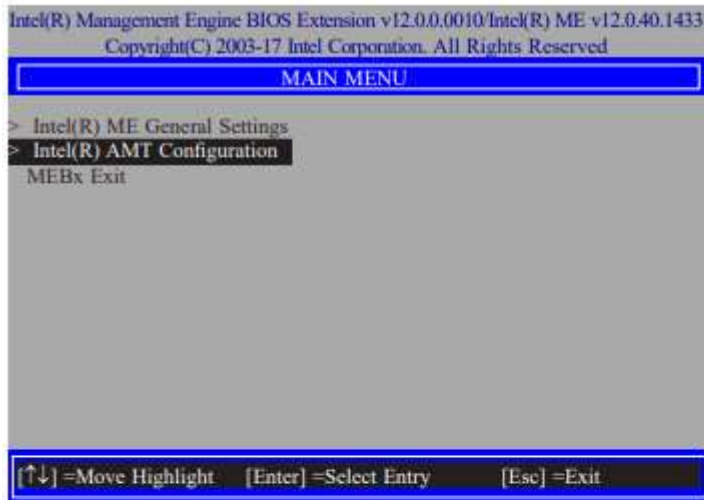 Intel(R) Management Engine BIOS Extension v12.0.0.0010/Intel(R) ME v12.0.40.1433
Copyright(C) 2003-17 Intel Corporation. All Rights Reserved
MAIN MENU
> Intel(R) ME General Settings
> Intel(R) AMT Configuration
MEBx Exit
[↑↓] =Move Highlight [Enter] =Select Entry [Esc] =Exit